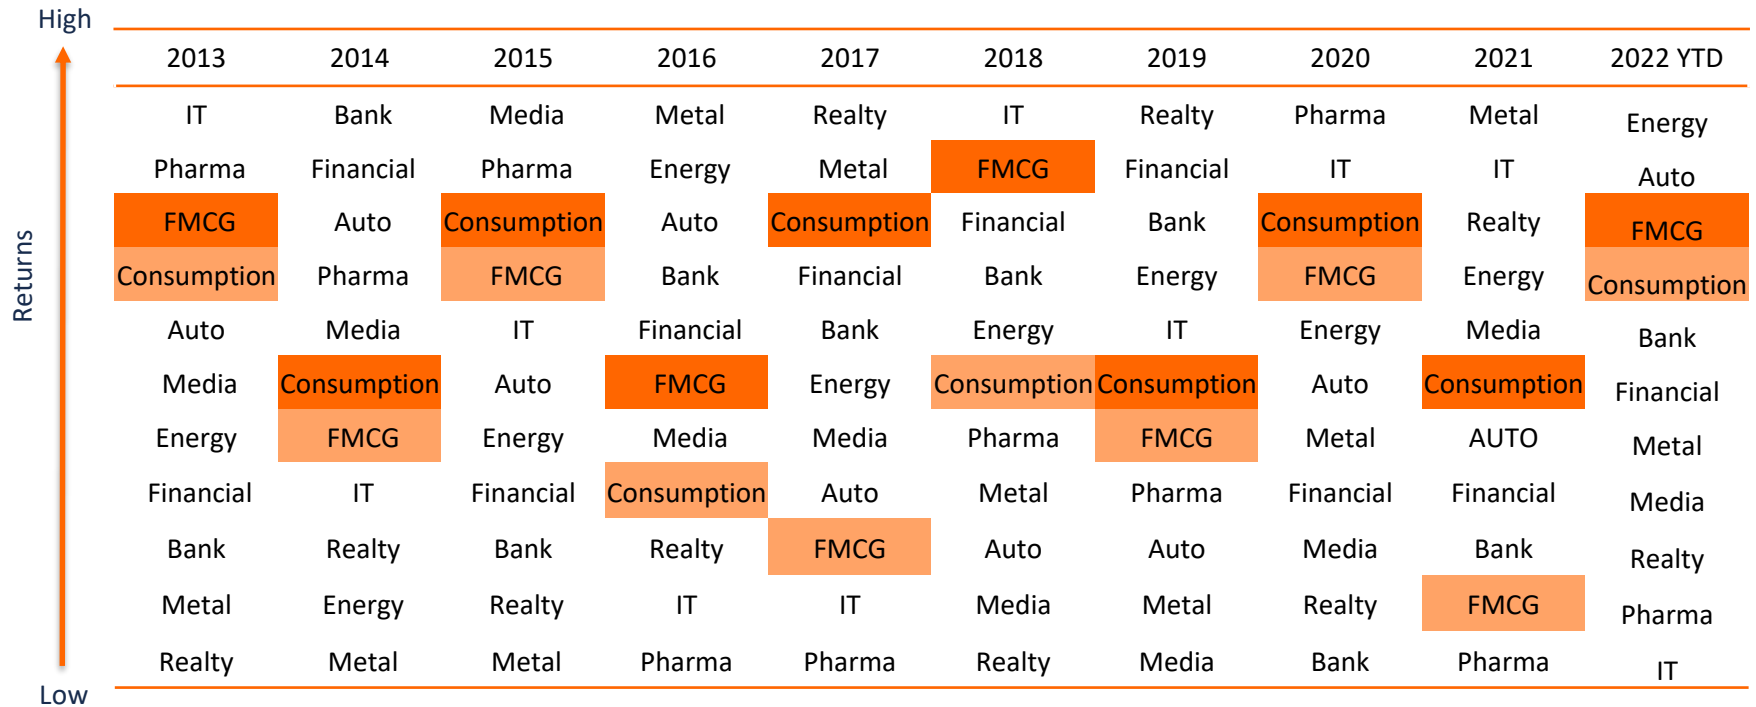 High
2013 2014 2015 2016 2017 2018 2019 2020 2021 2022 YTD
IT Bank Media Metal Realty IT Realty Pharma Metal Energy
Pharma Financial Pharma Energy Metal FMCG Financial IT IT Auto
FMCG Auto Consumption Auto Consumption Financial Bank Consumption Realty FMCG
Consumption Pharma FMCG Bank Financial Bank Energy FMCG Energy Consumption
Returns
Auto Media IT Financial Bank Energy IT Energy Media Bank
Media Consumption Auto FMCG Energy Consumption Consumption Auto Consumption Financial
Energy FMCG Energy Media Media Pharma FMCG Metal AUTO Metal
Financial IT Financial Consumption Auto Metal Pharma Financial Financial Media
Bank Realty Bank Realty FMCG Auto Auto Media Bank Realty
Metal Energy Realty IT IT Media Metal Realty FMCG Pharma
Realty Metal Metal Pharma Pharma Realty Media Bank Pharma IT
Low